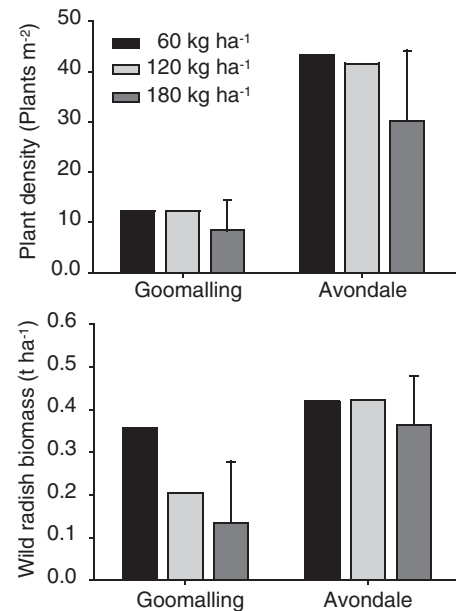 Plant density (Plants m⁻²)
50
40
30
20
10
0.0
60 kg ha⁻¹
120 kg ha⁻¹
180 kg ha⁻¹
Goomalling Avondale
Wild radish biomass (t ha⁻¹)
0.6
0.5
0.4
0.3
0.2
0.1
0.0
Goomalling Avondale